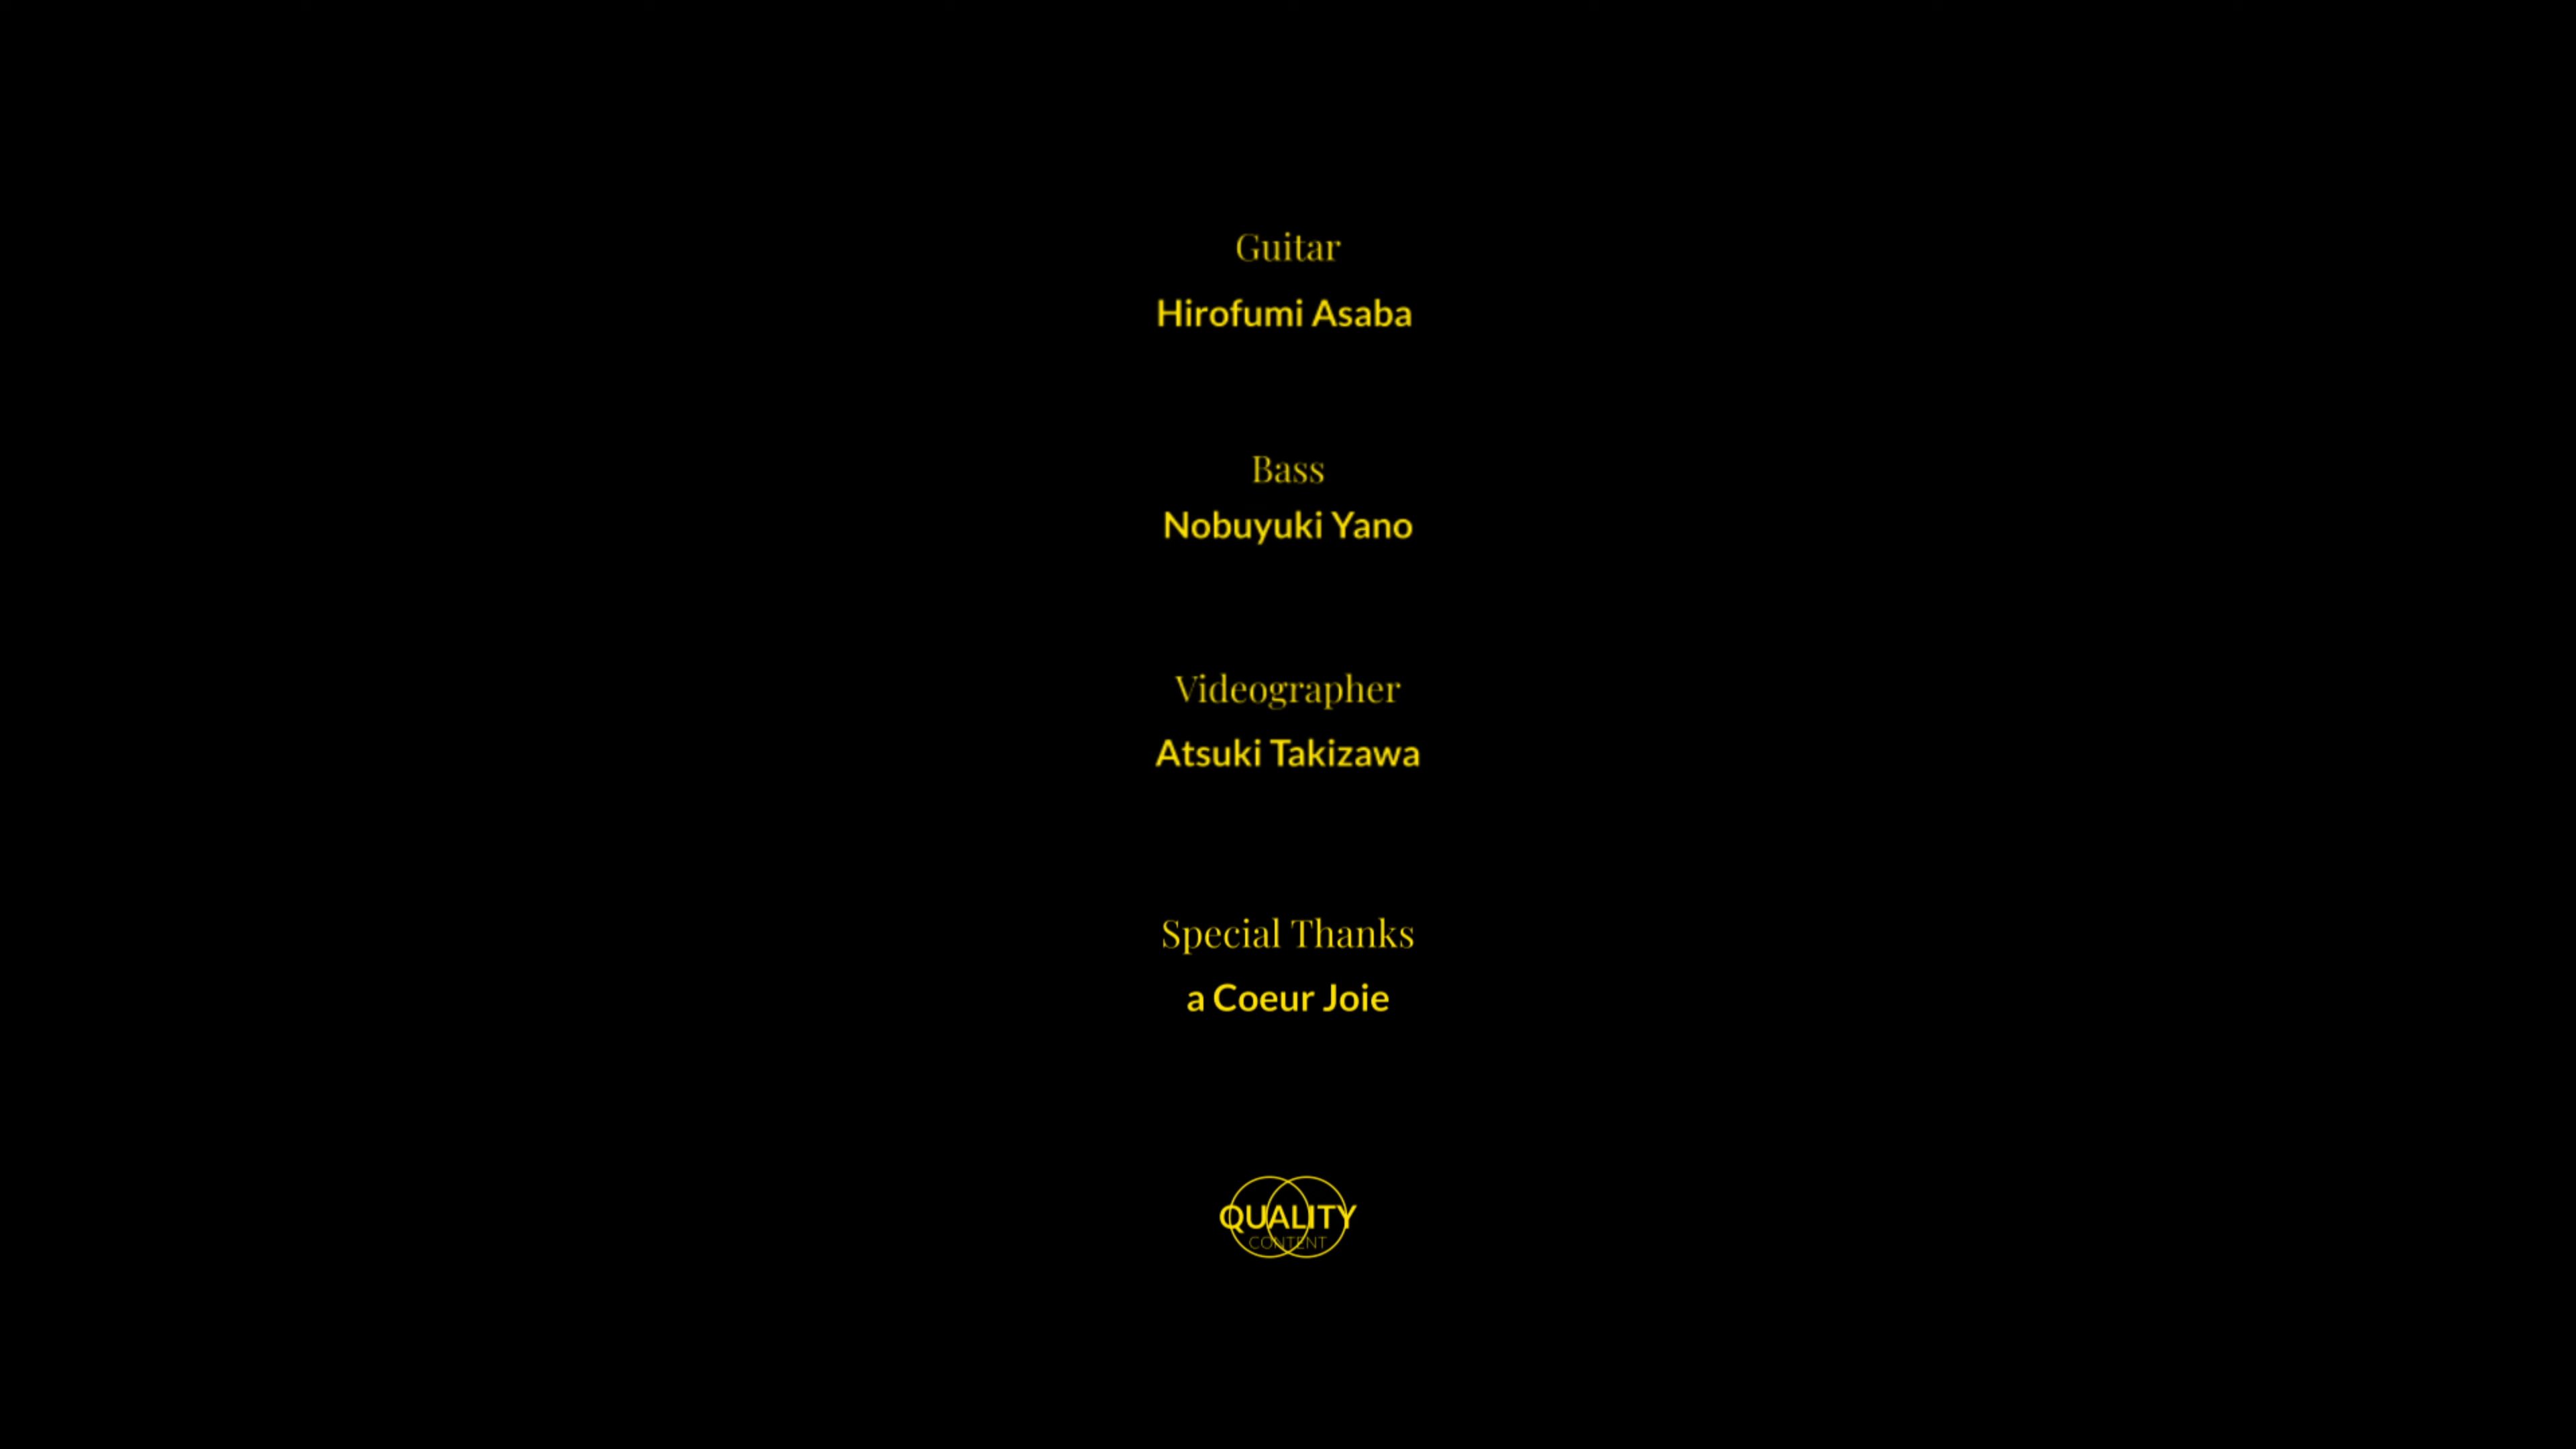 Guitar
Hirofumi Asaba
Bass
Nobuyuki Yano
Videographer
Atsuki Takizawa
Special Thanks
a Coeur Joie
QUALITY
CONTENT